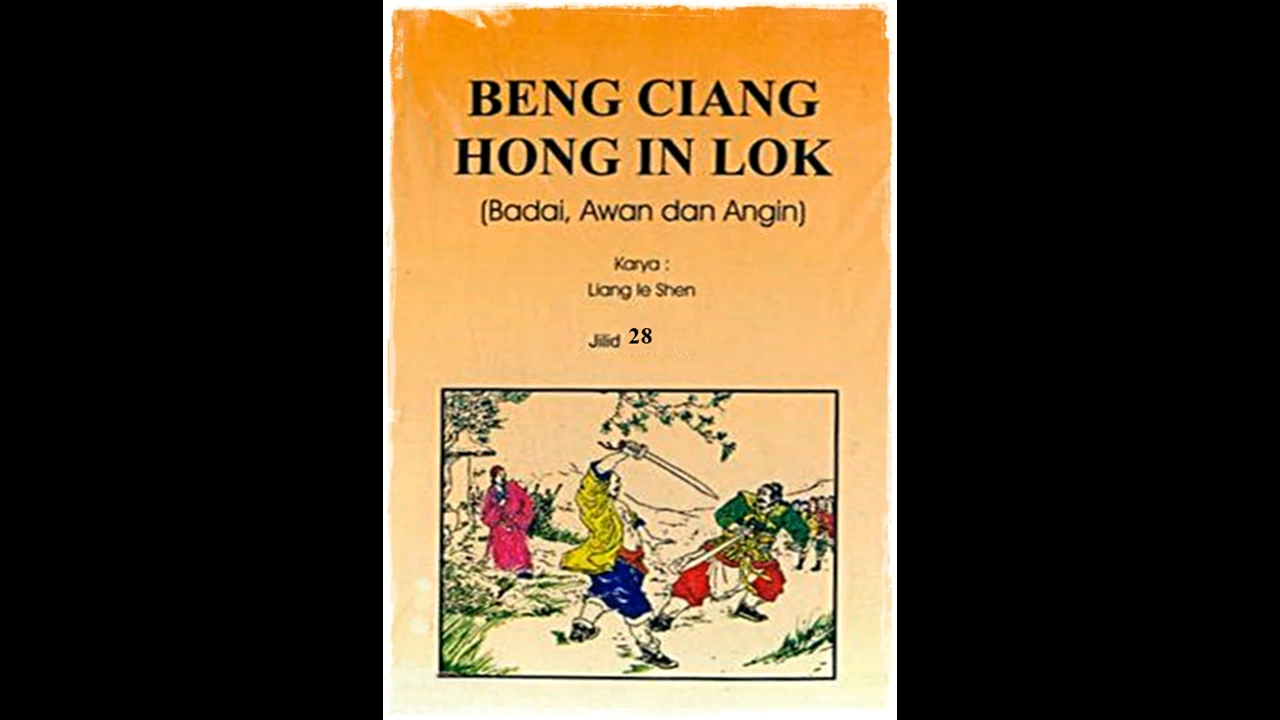 BENG CIANG
HONG IN LOK
(Badai, Awan dan Angin)
Karya :
Liang Ie Shen
Jilid 28